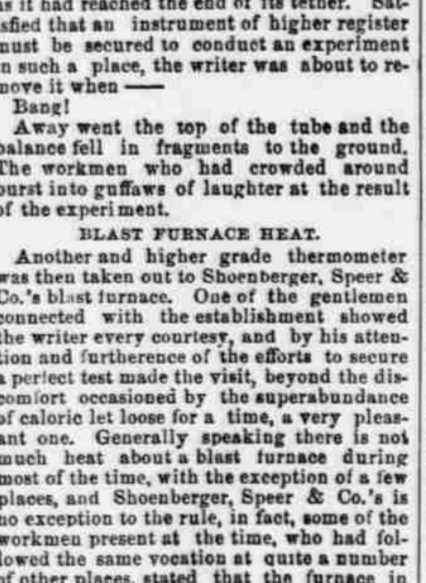 as it had reached the end of its tether. Sat-
sfied that an instrument of higher register
must be secured to conduct an experiment
in such a place, the writer was about to re-
move it when ——
Bang!
Away went the top of the tube and the
balance fell in fragments to the ground.
The workmen who had crowded around
burst into guffaws of laughter at the result
of the experiment.
BLAST FURNACE HEAT.
Another and higher grade thermometer
was then taken out to Shoenberger, Speer &
Co.'s blast furnace. One of the gentlemen
connected with the establishment showed
the writer every courtesy, and by his atten-
tion and furtherence of the efforts to secure
a perfect test made the visit, beyond the dis-
comfort occasioned by the superabundance
of caloric let loose for a time, a very pleas-
ant one. Generally speaking there is not
much heat about a blast furnace during
most of the time, with the exception of a few
places, and Shoenberger, Speer & Co.'s is
no exception to the rule, in fact, some of the
workmen present at the time, who had fol-
lowed the same vocation at quite a number
of other places, stated that the furnace in